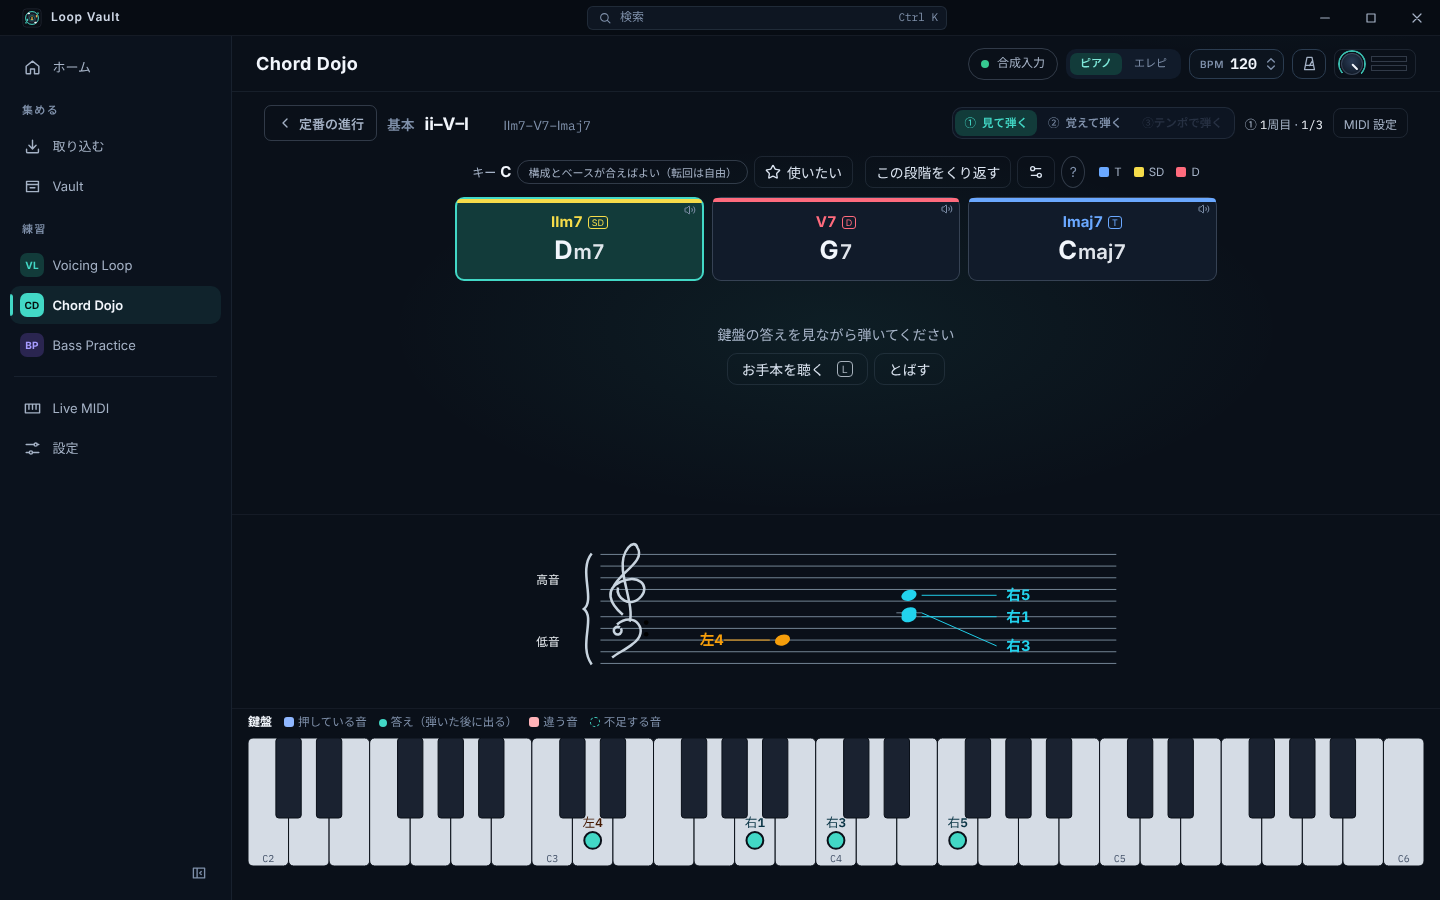 Loop Vault
検索
Ctrl K
ホーム
集める
取り込む
Vault
練習
VL Voicing Loop
CD Chord Dojo
BP Bass Practice
Live MIDI
設定
Chord Dojo
合成入力
ピアノ エレピ
BPM 120
定番の進行
基本 ii–V–I
IIm7–V7–Imaj7
① 見て弾く ② 覚えて弾く ③テンポで弾く
① 1周目 · 1/3
MIDI 設定
キー C
構成とベースが合えばよい（転回は自由）
使いたい
この段階をくり返す
?
T SD D
IIm7 SD
Dm7
V7 D
G7
Imaj7 T
Cmaj7
鍵盤の答えを見ながら弾いてください
お手本を聴く L
とばす
高音
低音
左4
右5
右1
右3
鍵盤 押している音 答え（弾いた後に出る） 違う音 不足する音
左4 右1 右3 右5
C2 C3 C4 C5 C6